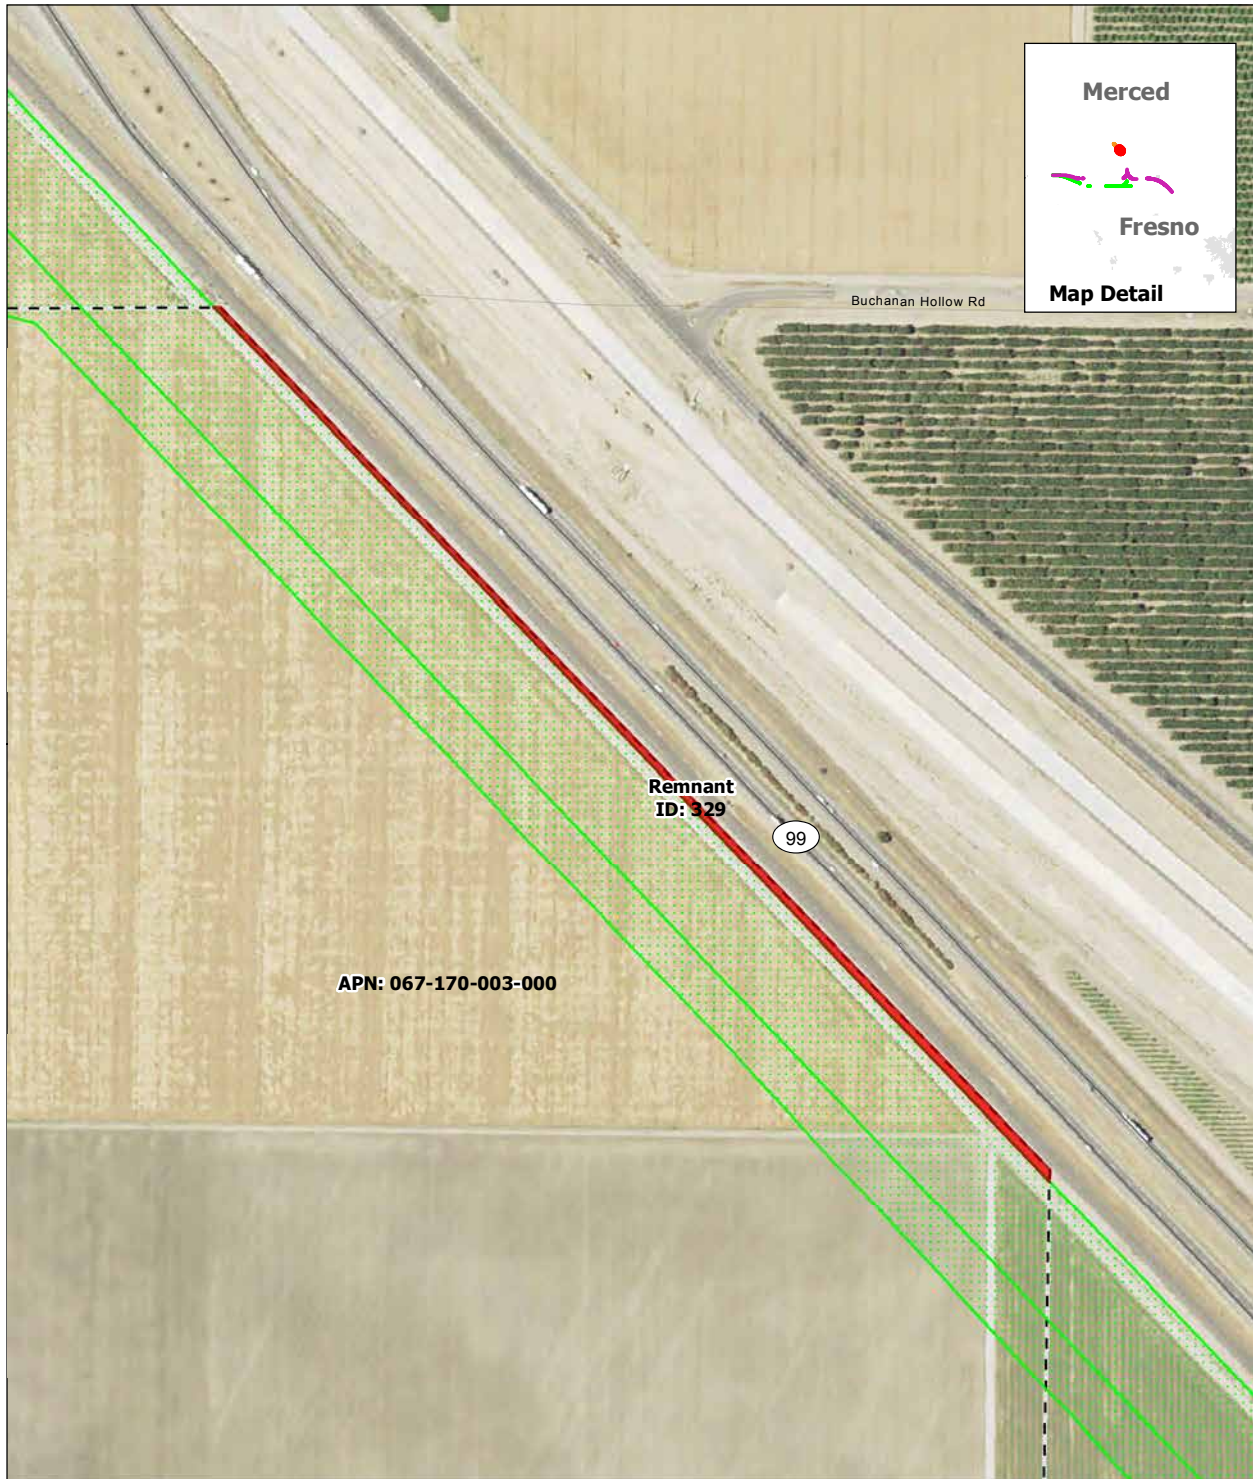 Merced
Fresno
Map Detail
Buchanan Hollow Rd
Remnant
ID: 329
99
APN: 067-170-003-000